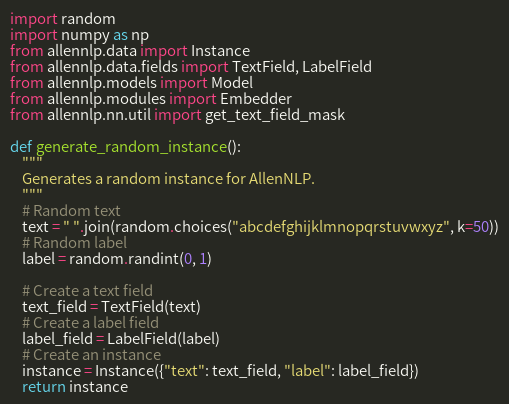 import random
import numpy as np
from allennlp.data import Instance
from allennlp.data.fields import TextField, LabelField
from allennlp.models import Model
from allennlp.modules import Embedder
from allennlp.nn.util import get_text_field_mask

def generate_random_instance():
    """
    Generates a random instance for AllenNLP.
    """
    # Random text
    text = " ".join(random.choices("abcdefghijklmnopqrstuvwxyz", k=50))
    # Random label
    label = random.randint(0, 1)

    # Create a text field
    text_field = TextField(text)
    # Create a label field
    label_field = LabelField(label)
    # Create an instance
    instance = Instance({"text": text_field, "label": label_field})
    return instance